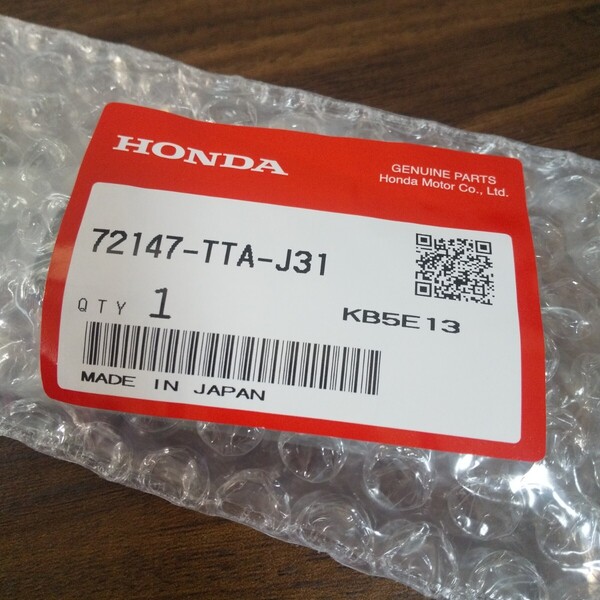 HONDA
GENUINE PARTS
Honda Motor Co., Ltd.
72147-TTA-J31
QTY 1
KB5E13
MADE IN JAPAN